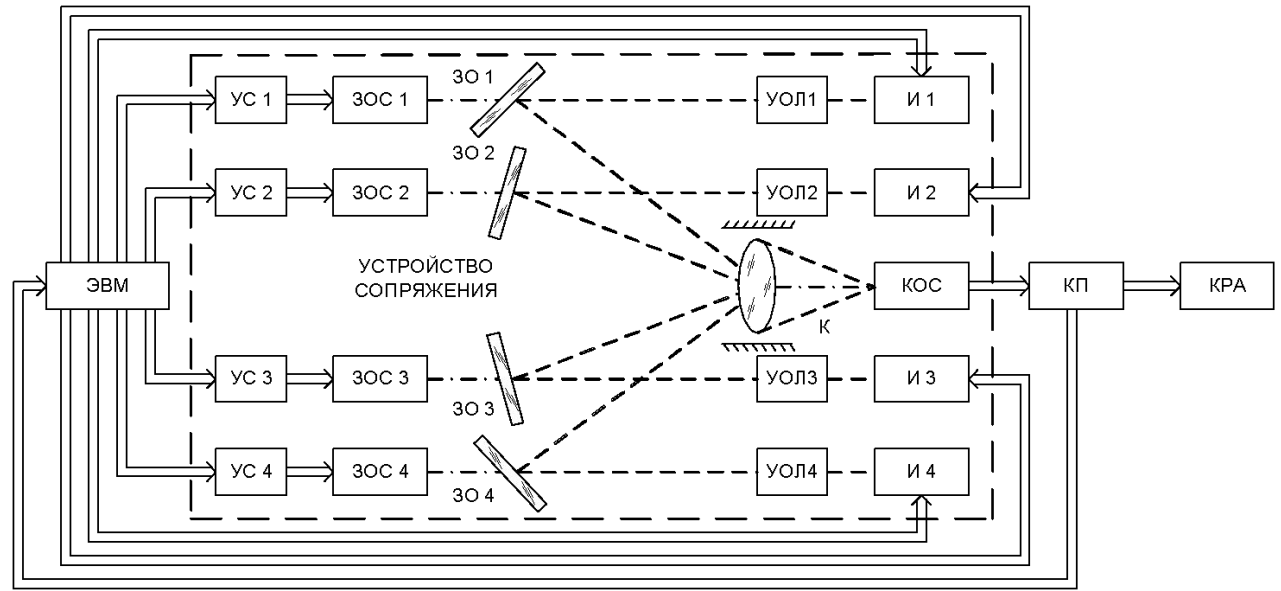 ЗО 1
УС 1
ЗОС 1
УОЛ1
И 1
ЗО 2
УС 2
ЗОС 2
УОЛ2
И 2
УСТРОЙСТВО
СОПРЯЖЕНИЯ
ЭВМ
КОС
КП
КРА
К
УС 3
ЗОС 3
ЗО 3
УОЛ3
И 3
УС 4
ЗОС 4
ЗО 4
УОЛ4
И 4